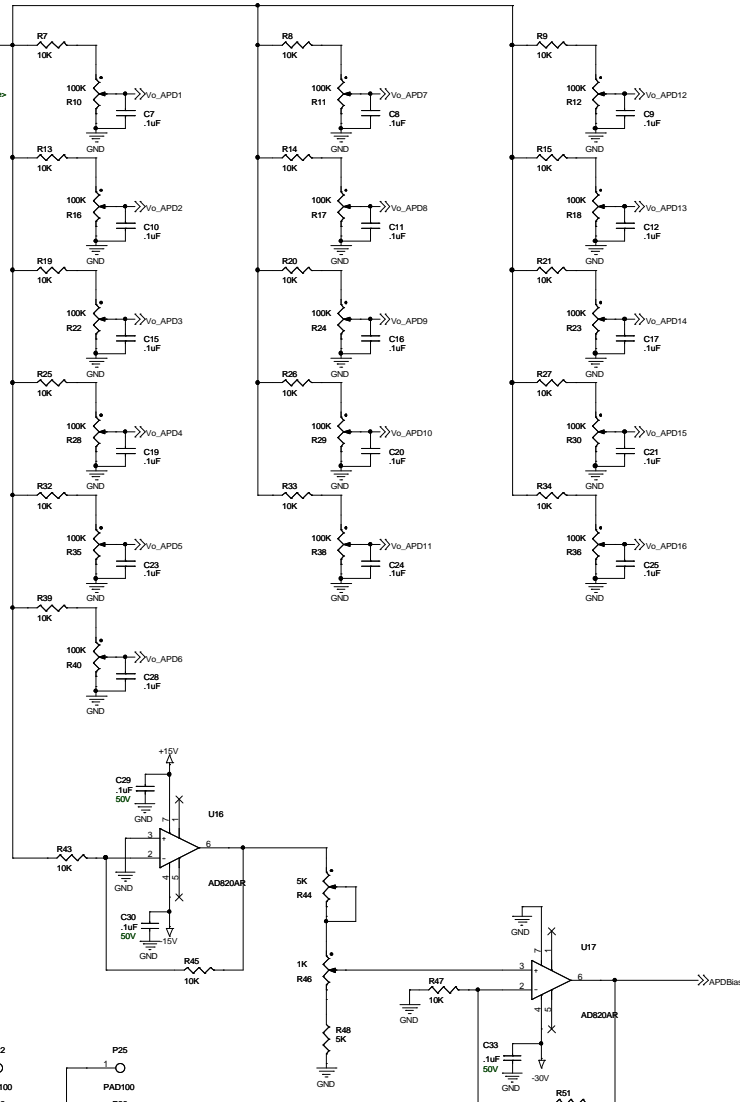 R7 R8 R9
10K 10K 10K
100K 100K 100K
R10 Vo_APD1 R11 Vo_APD7 R12 Vo_APD12
C7 C8 C9
.1uF .1uF .1uF
GND GND GND
R13 R14 R15
10K 10K 10K
100K 100K 100K
R16 Vo_APD2 R17 Vo_APD8 R18 Vo_APD13
C10 C11 C12
.1uF .1uF .1uF
GND GND GND
R19 R20 R21
10K 10K 10K
100K 100K 100K
R22 Vo_APD3 R24 Vo_APD9 R23 Vo_APD14
C15 C16 C17
.1uF .1uF .1uF
GND GND GND
R25 R26 R27
10K 10K 10K
100K 100K 100K
R28 Vo_APD4 R29 Vo_APD10 R30 Vo_APD15
C19 C20 C21
.1uF .1uF .1uF
GND GND GND
R32 R33 R34
10K 10K 10K
100K 100K 100K
R35 Vo_APD5 R38 Vo_APD11 R36 Vo_APD16
C23 C24 C25
.1uF .1uF .1uF
GND GND GND
R39
10K
100K
R40 Vo_APD6
C28
.1uF
GND
+15V
C29
.1uF
50V
GND
U16
7 1
3 +
2 -
6
4 5
R43
10K
GND
AD820AR
C30
.1uF
50V
GND
-15V
R45
10K
5K
R44
1K
R46
R48
5K
GND
GND
U17
7 1
3 +
2 -
6
4 5
R47
10K
GND
APDBias
AD820AR
C33
.1uF
50V
GND
-30V
R51
P25
1
PAD100